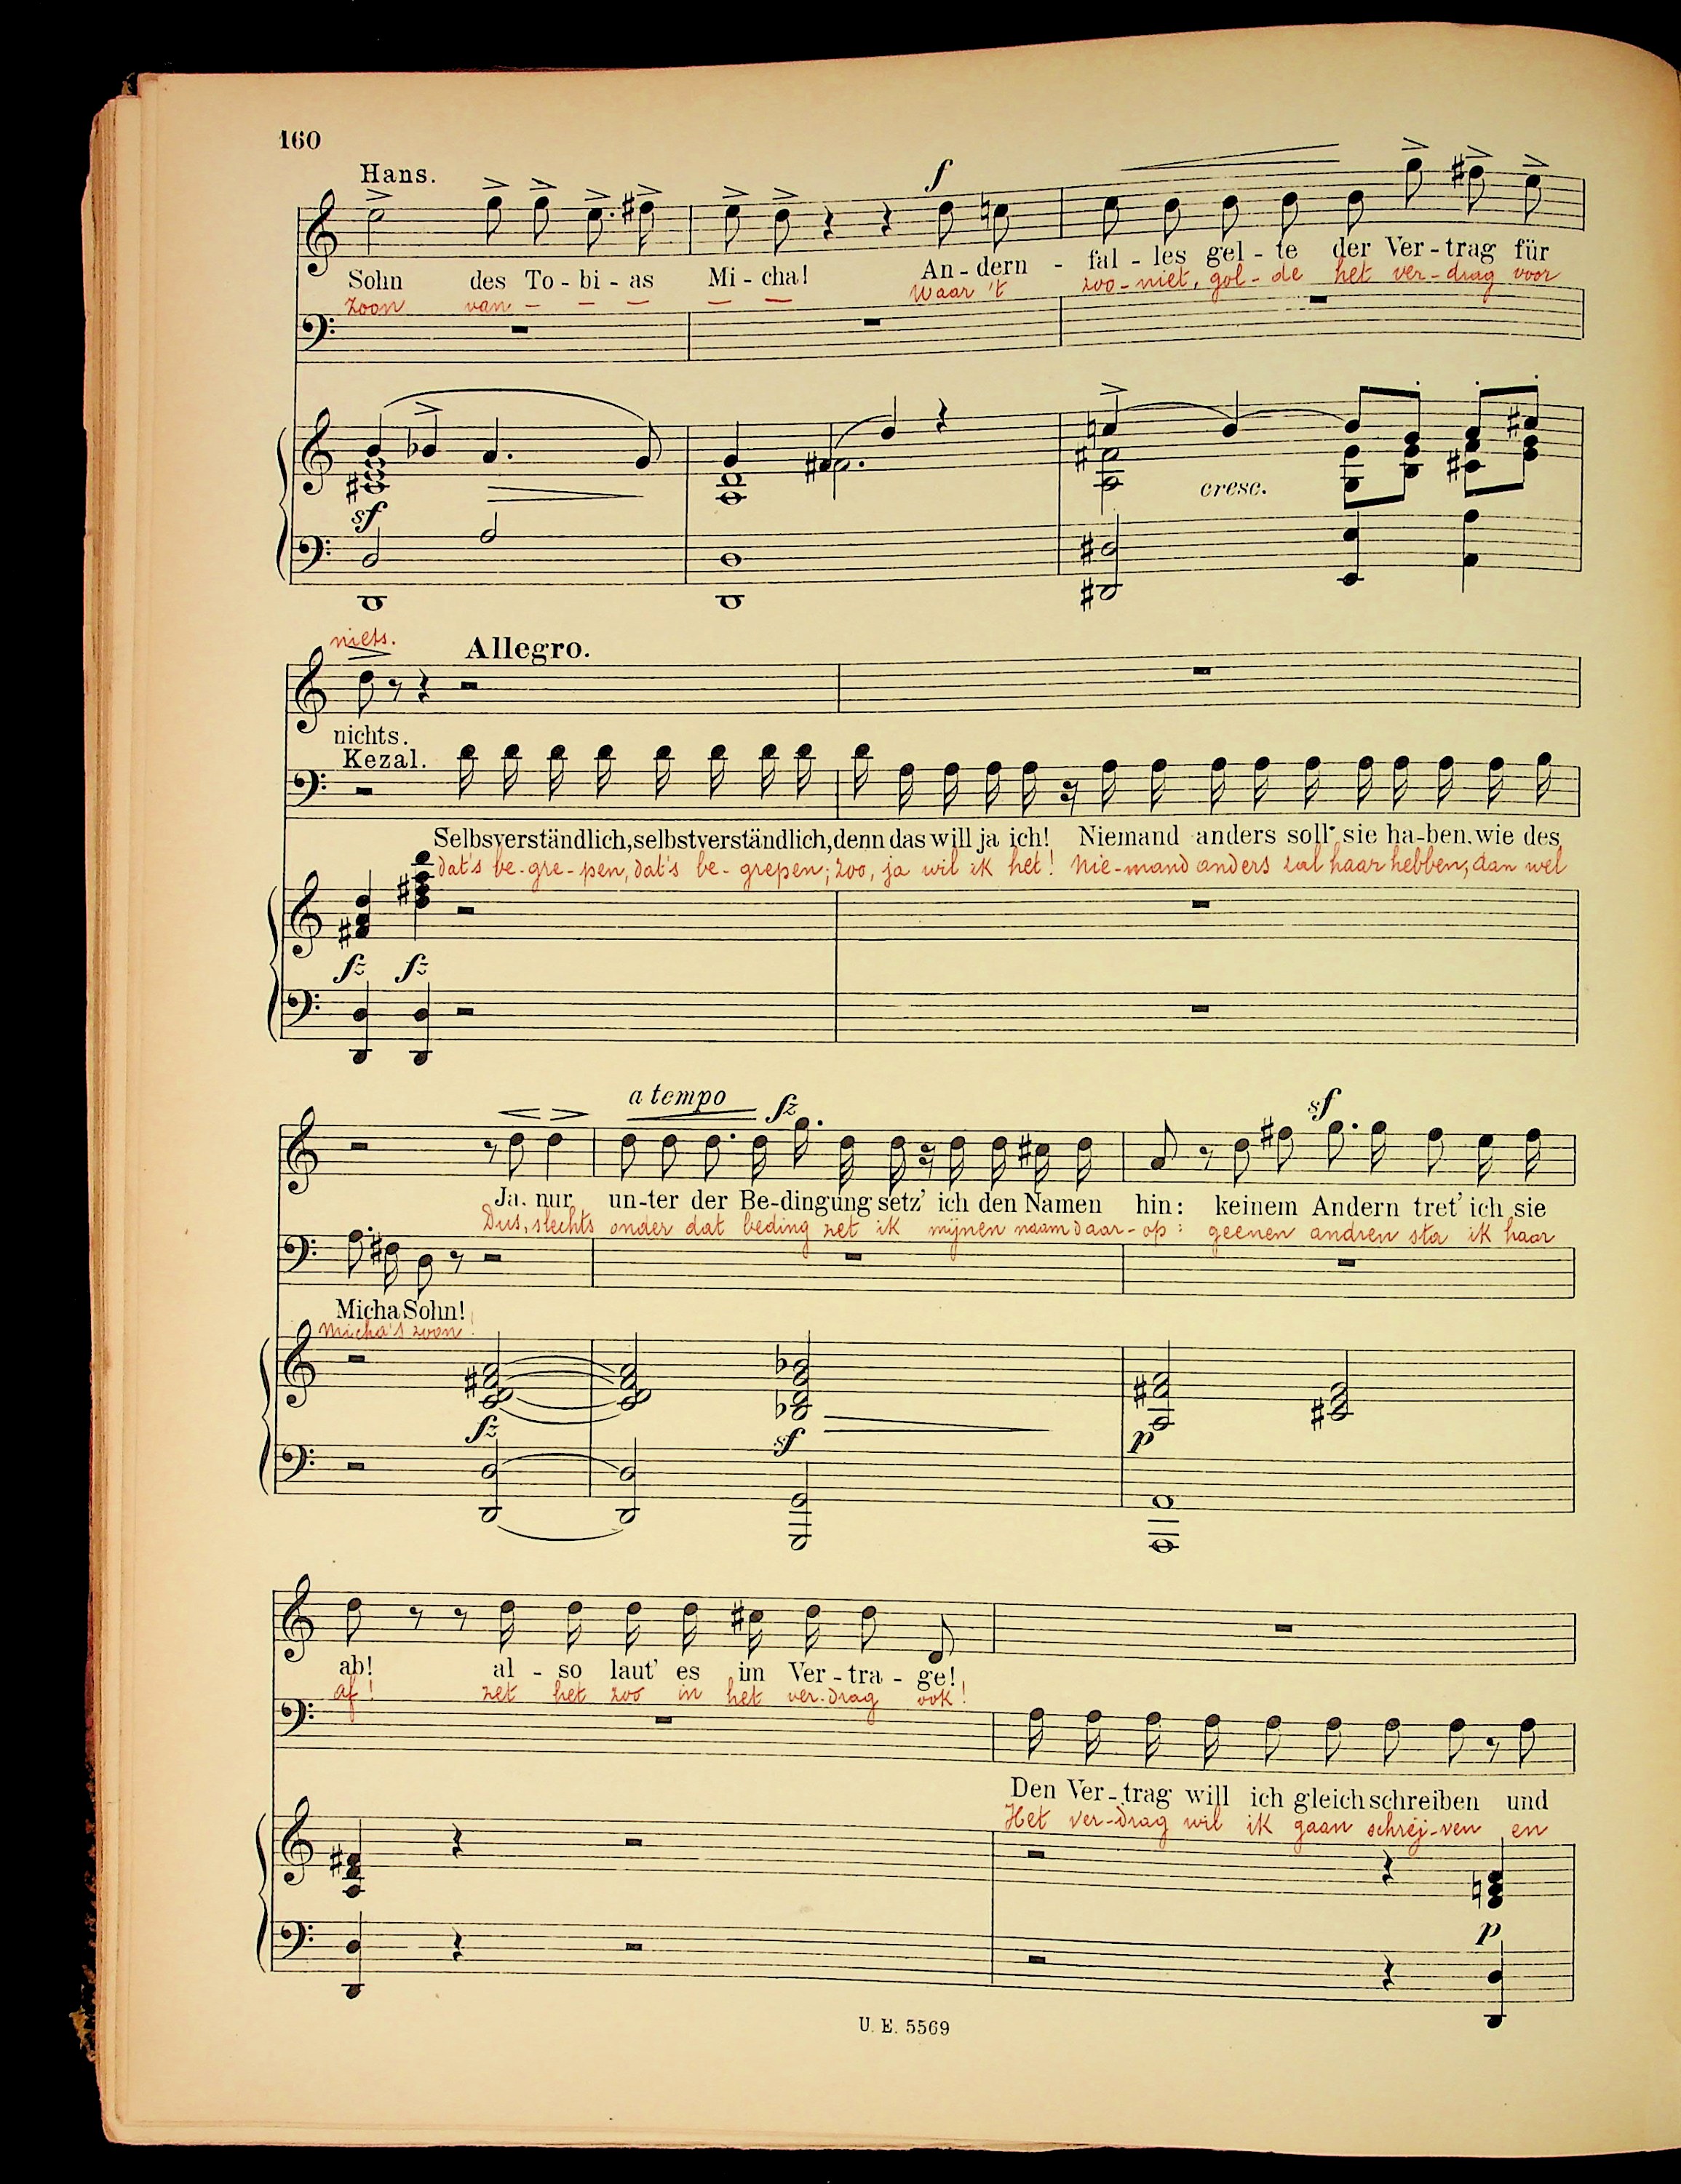 160
Hans.
f
Sohn des To - bi - as Mi - cha! An - dern - fal - les gel - te der Ver - trag für
zoon van – – – – – Waar 't zoo - niet, gol - de het ver - drag voor
cresc.
sf
niets.
Allegro.
nichts.
Kezal.
Selbsverständlich, selbstverständlich, denn das will ja ich! Niemand anders soll sie ha-ben, wie des
dat's be-gre-pen, dat's be-grepen; zoo, ja wil ik het! Nie-mand anders zal haar hebben, dan wel
fz fz
a tempo fz sf
Ja. nur un-ter der Be-dingung setz' ich den Namen hin: keinem Andern tret' ich sie
Dus, slechts onder dat beding zet ik mijnen naam daar-op: geenen andren sta ik haar
Micha Sohn!
Micha's zoon!
fz sf p
ab! al - so laut' es im Ver - tra - ge!
af! zet het zoo in het ver-drag ook!
Den Ver - trag will ich gleich schreiben und
Het ver-drag wil ik gaan schrij-ven en
p
U. E. 5569